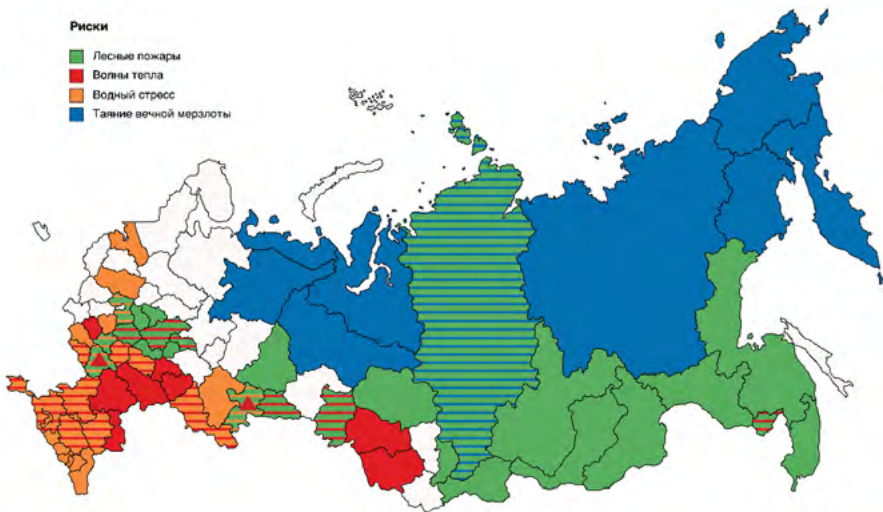 Риски
Лесные пожары
Волны тепла
Водный стресс
Таяние вечной мерзлоты